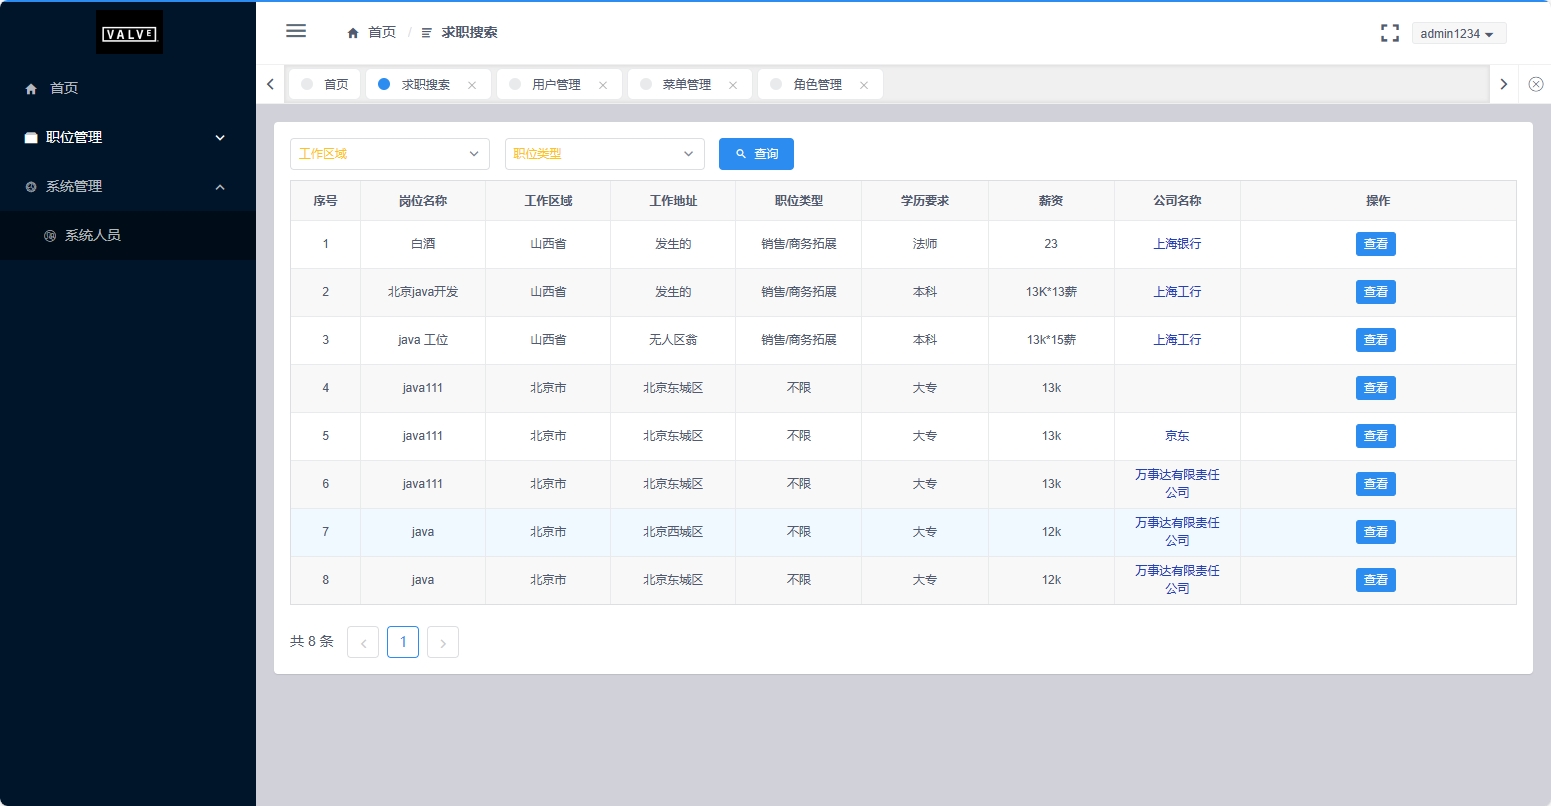 VALVE
首页
职位管理
系统管理
系统人员
首页 / 求职搜索
admin1234
首页 求职搜索 用户管理 菜单管理 角色管理
工作区域 职位类型 查询
序号 岗位名称 工作区域 工作地址 职位类型 学历要求 薪资 公司名称 操作
1 白酒 山西省 发生的 销售/商务拓展 法师 23 上海银行 查看
2 北京java开发 山西省 发生的 销售/商务拓展 本科 13K*13薪 上海工行 查看
3 java 工位 山西省 无人区翁 销售/商务拓展 本科 13k*15薪 上海工行 查看
4 java111 北京市 北京东城区 不限 大专 13k 查看
5 java111 北京市 北京东城区 不限 大专 13k 京东 查看
6 java111 北京市 北京东城区 不限 大专 13k 万事达有限责任
公司 查看
7 java 北京市 北京西城区 不限 大专 12k 万事达有限责任
公司 查看
8 java 北京市 北京东城区 不限 大专 12k 万事达有限责任
公司 查看
共 8 条 1